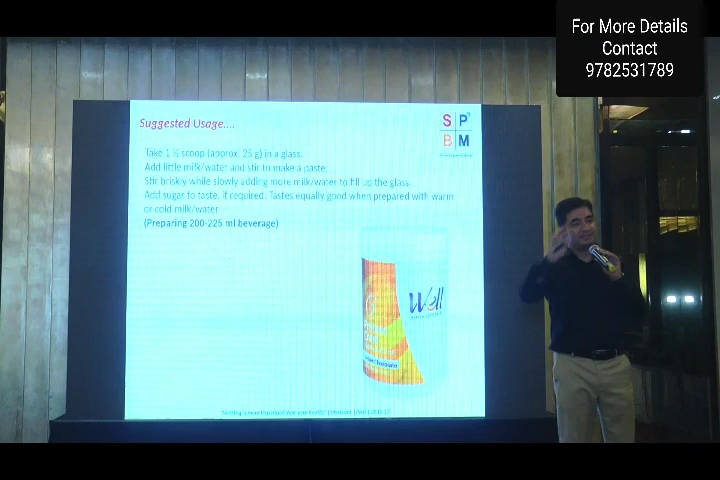 For More Details
Contact
9782531789
Suggested Usage....
S P
B M
Take 1 ½ scoop (approx. 25 g) in a glass.
Add little milk/water and stir to make a paste.
Stir briskly while slowly adding more milk/water to fill up the glass.
Add sugar to taste, if required. Tastes equally good when prepared with warm
or cold milk/water
(Preparing 200-225 ml beverage)
Well